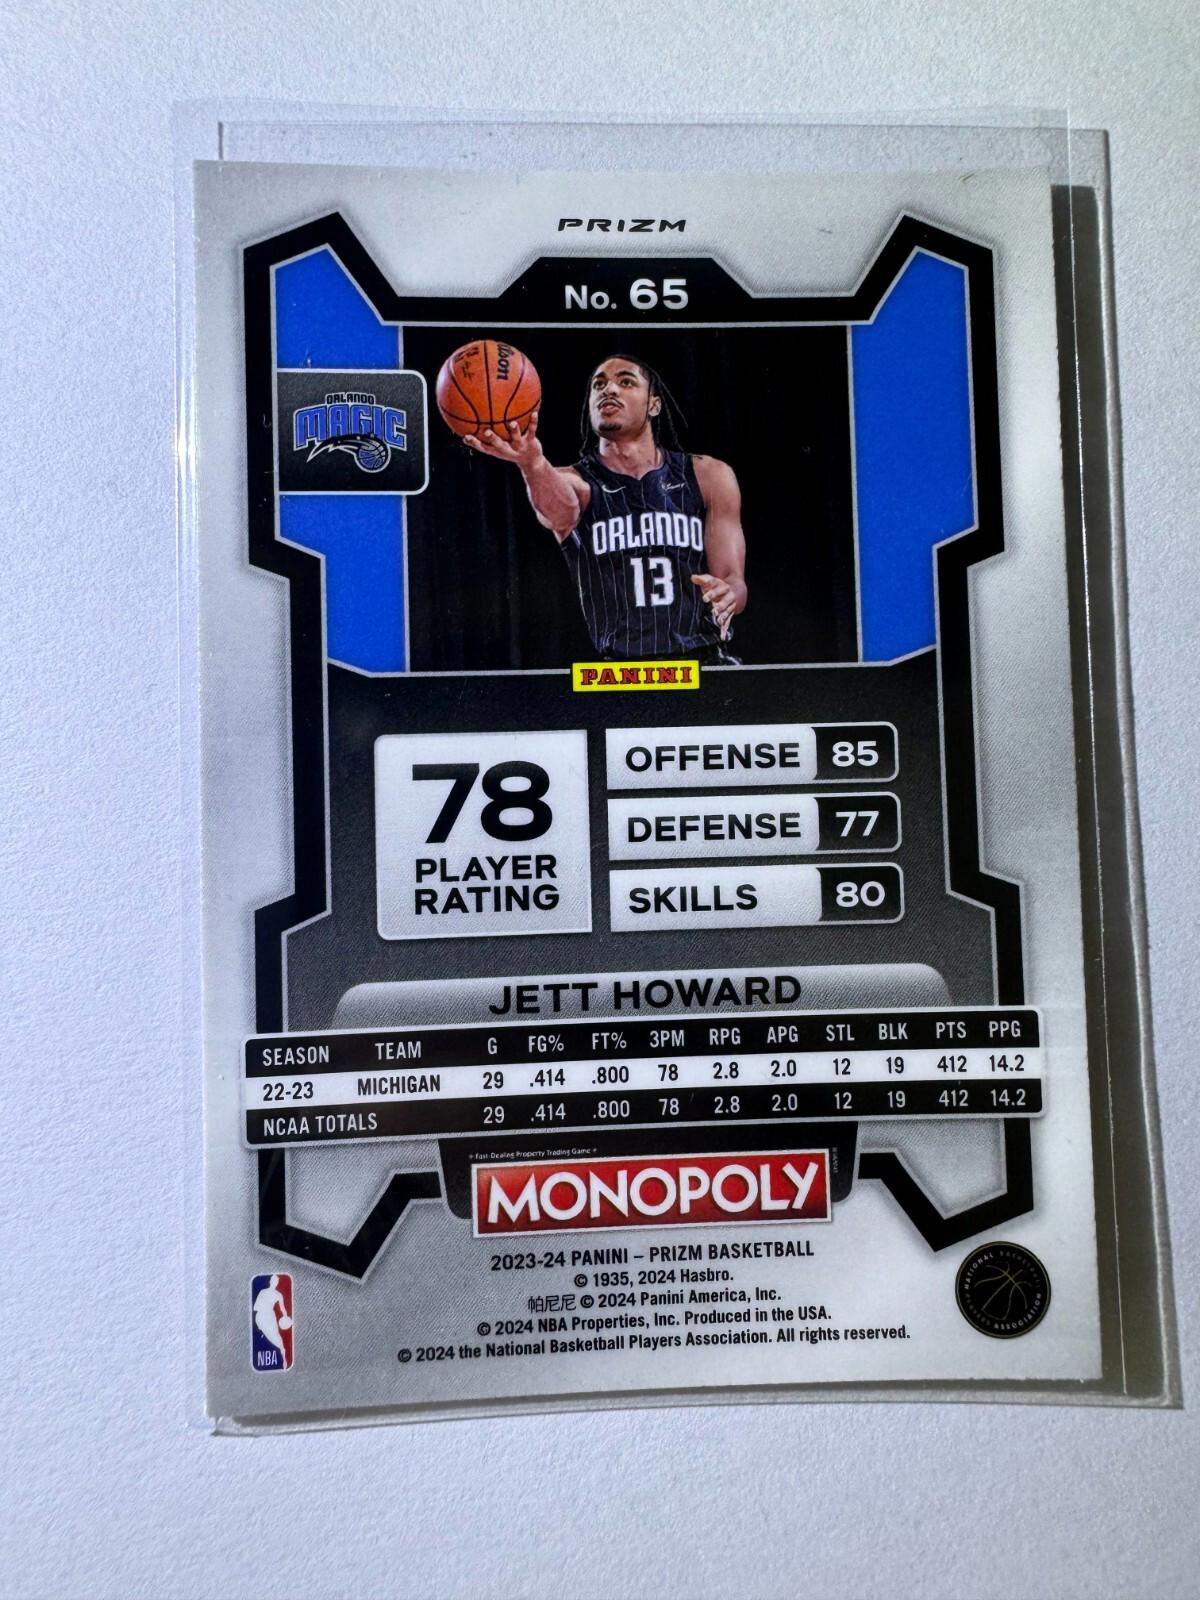 PRIZM
No. 65
Wilson
ORLANDO
MAGIC
ORLANDO
13
PANINI
78
PLAYER
RATING
OFFENSE 85
DEFENSE 77
SKILLS 80
JETT HOWARD
SEASON TEAM G FG% FT% 3PM RPG APG STL BLK PTS PPG
22-23 MICHIGAN 29 .414 .800 78 2.8 2.0 12 19 412 14.2
NCAA TOTALS 29 .414 .800 78 2.8 2.0 12 19 412 14.2
Fast-Dealing Property Trading Game
MONOPOLY
2023-24 PANINI – PRIZM BASKETBALL
© 1935, 2024 Hasbro.
帕尼尼 © 2024 Panini America, Inc.
© 2024 NBA Properties, Inc. Produced in the USA.
© 2024 the National Basketball Players Association. All rights reserved.
NBA
NATIONAL BASKETBALL PLAYERS ASSOCIATION